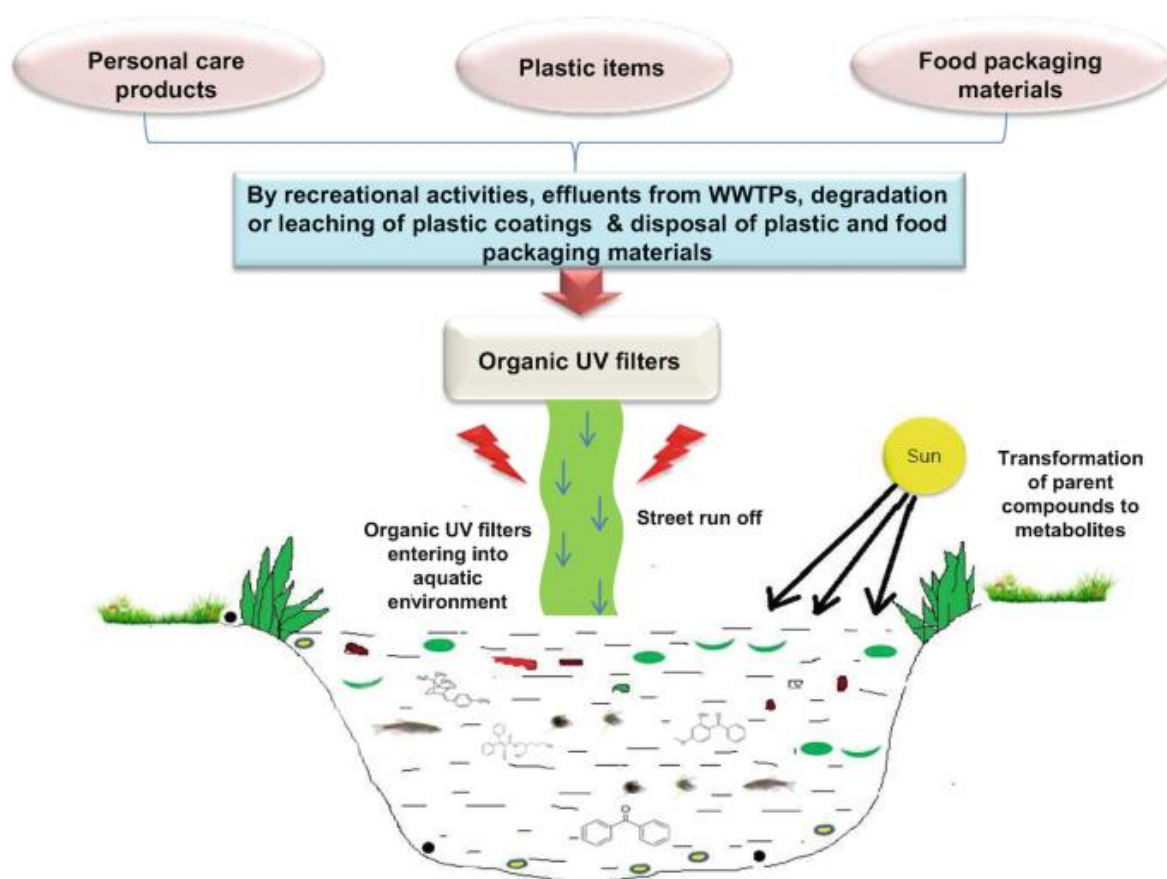 Personal care
products
Plastic items
Food packaging
materials
By recreational activities, effluents from WWTPs, degradation
or leaching of plastic coatings & disposal of plastic and food
packaging materials
Organic UV filters
Sun
Transformation
of parent
compounds to
metabolites
Organic UV filters
entering into
aquatic
environment
Street run off
O